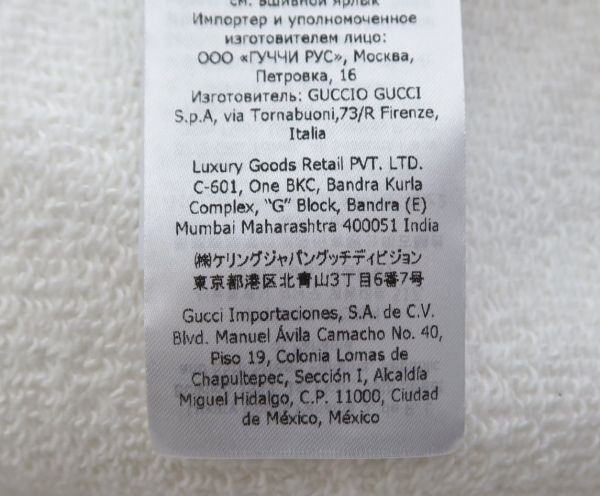 см. вшивной ярлык
Импортер и уполномоченное
изготовителем лицо:
ООО «ГУЧЧИ РУС», Москва,
Петровка, 16
Изготовитель: GUCCIO GUCCI
S.p.A, via Tornabuoni,73/R Firenze,
Italia
Luxury Goods Retail PVT. LTD.
C-601, One BKC, Bandra Kurla
Complex, "G" Block, Bandra (E)
Mumbai Maharashtra 400051 India
㈱ケリングジャパングッチディビジョン
東京都港区北青山3丁目6番7号
Gucci Importaciones, S.A. de C.V.
Blvd. Manuel Ávila Camacho No. 40,
Piso 19, Colonia Lomas de
Chapultepec, Sección I, Alcaldía
Miguel Hidalgo, C.P. 11000, Ciudad
de México, México